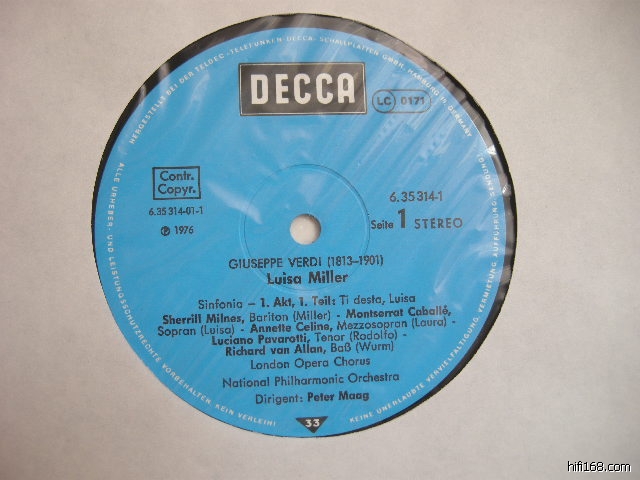 HERGESTELLT BEI DER TELDEC ·TELEFUNKEN-DECCA· SCHALLPLATTEN GMBH, HAMBURG IN GERMANY
DECCA
LC 0171
Contr.
Copyr.
6.35 314-01-1
℗ 1976
6.35 314-1
Seite 1 STEREO
GIUSEPPE VERDI (1813-1901)
Luisa Miller
Sinfonia – 1. Akt, 1. Teil: Ti desta, Luisa
Sherrill Milnes, Bariton (Miller) - Montserrat Caballé,
Sopran (Luisa) - Annette Celine, Mezzosopran (Laura) -
Luciano Pavarotti, Tenor (Rodolfo) -
Richard van Allan, Baß (Wurm)
London Opera Chorus
National Philharmonic Orchestra
Dirigent: Peter Maag
33
ALLE URHEBER- UND LEISTUNGSSCHUTZRECHTE VORBEHALTEN KEIN VERLEIH!
KEINE UNERLAUBTE VERVIELFÄLTIGUNG, VERMIETUNG, AUFFÜHRUNG, SENDUNG!
hifi168.com